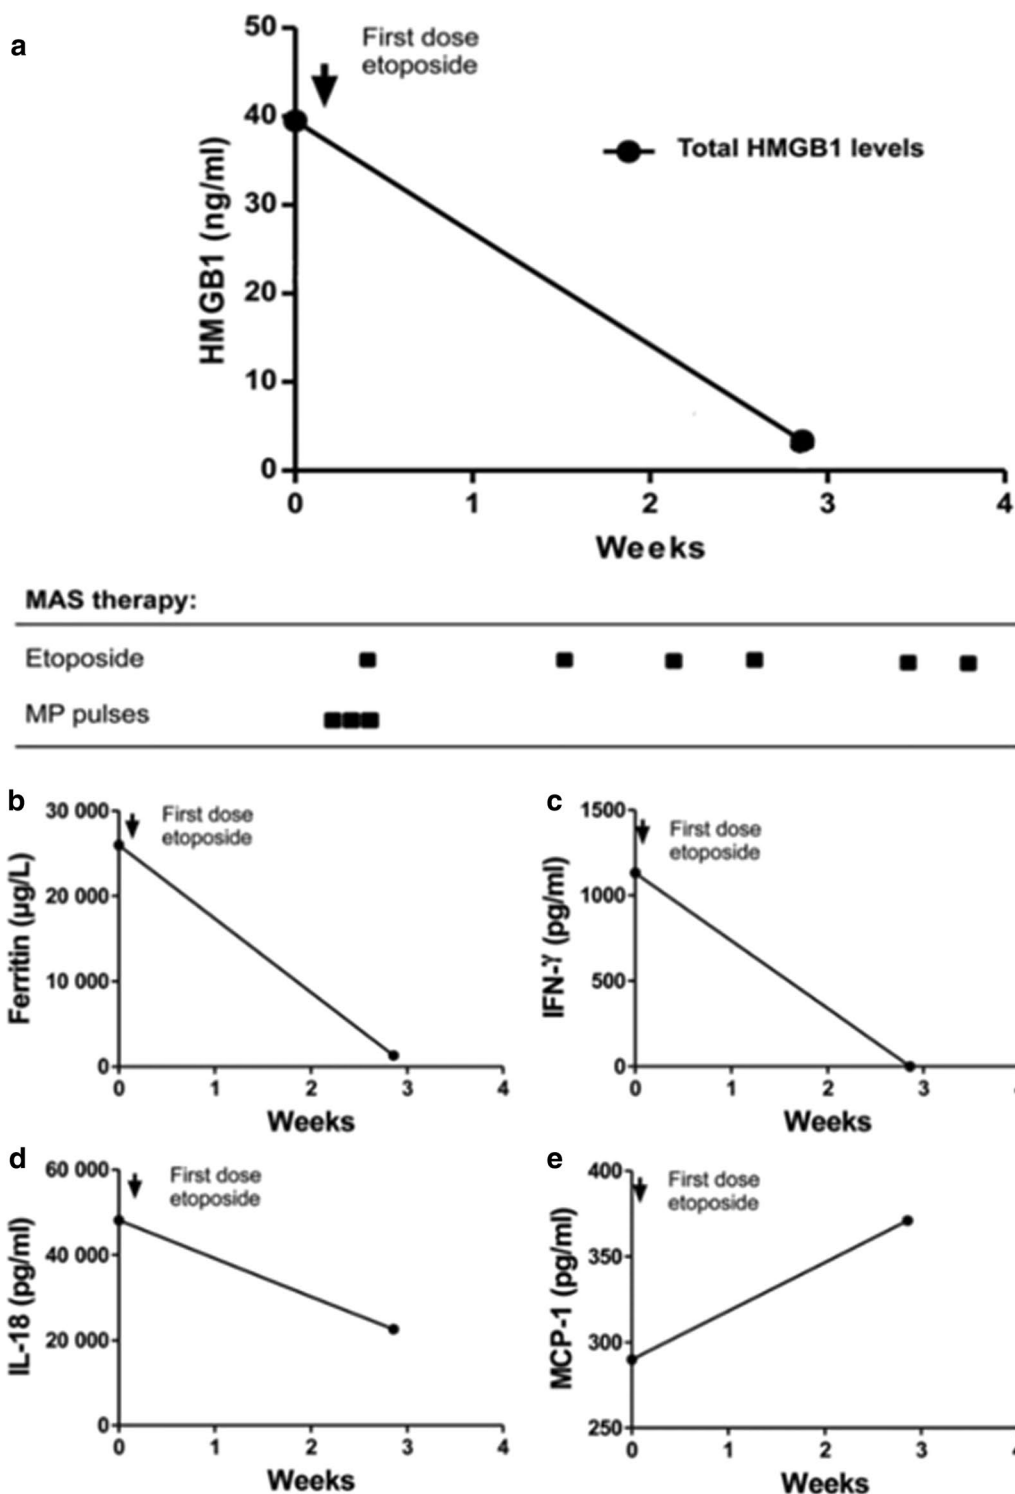 a
First dose
etoposide
50
40
30
20
10
0
HMGB1 (ng/ml)
Total HMGB1 levels
0 1 2 3 4
Weeks
MAS therapy:
Etoposide
MP pulses
b
First dose
etoposide
30 000
20 000
10 000
0
Ferritin (µg/L)
0 1 2 3 4
Weeks
c
First dose
etoposide
1500
1000
500
0
IFN-γ (pg/ml)
0 1 2 3
Weeks
d
First dose
etoposide
60 000
40 000
20 000
0
IL-18 (pg/ml)
0 1 2 3 4
Weeks
e
First dose
etoposide
400
350
300
250
MCP-1 (pg/ml)
0 1 2 3
Weeks